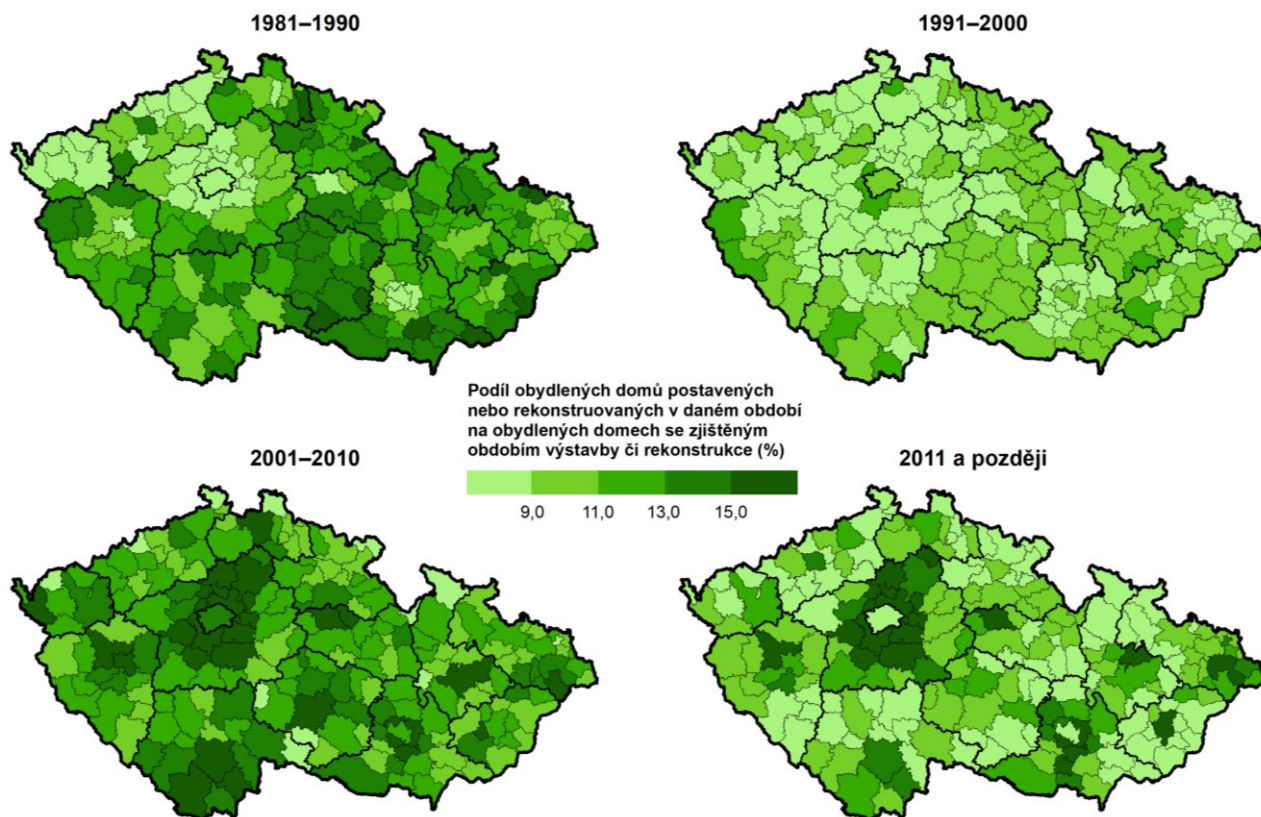 1981–1990
1991–2000
Podíl obydlených domů postavených
nebo rekonstruovaných v daném období
na obydlených domech se zjištěným
obdobím výstavby či rekonstrukce (%)
9,0 11,0 13,0 15,0
2001–2010
2011 a později